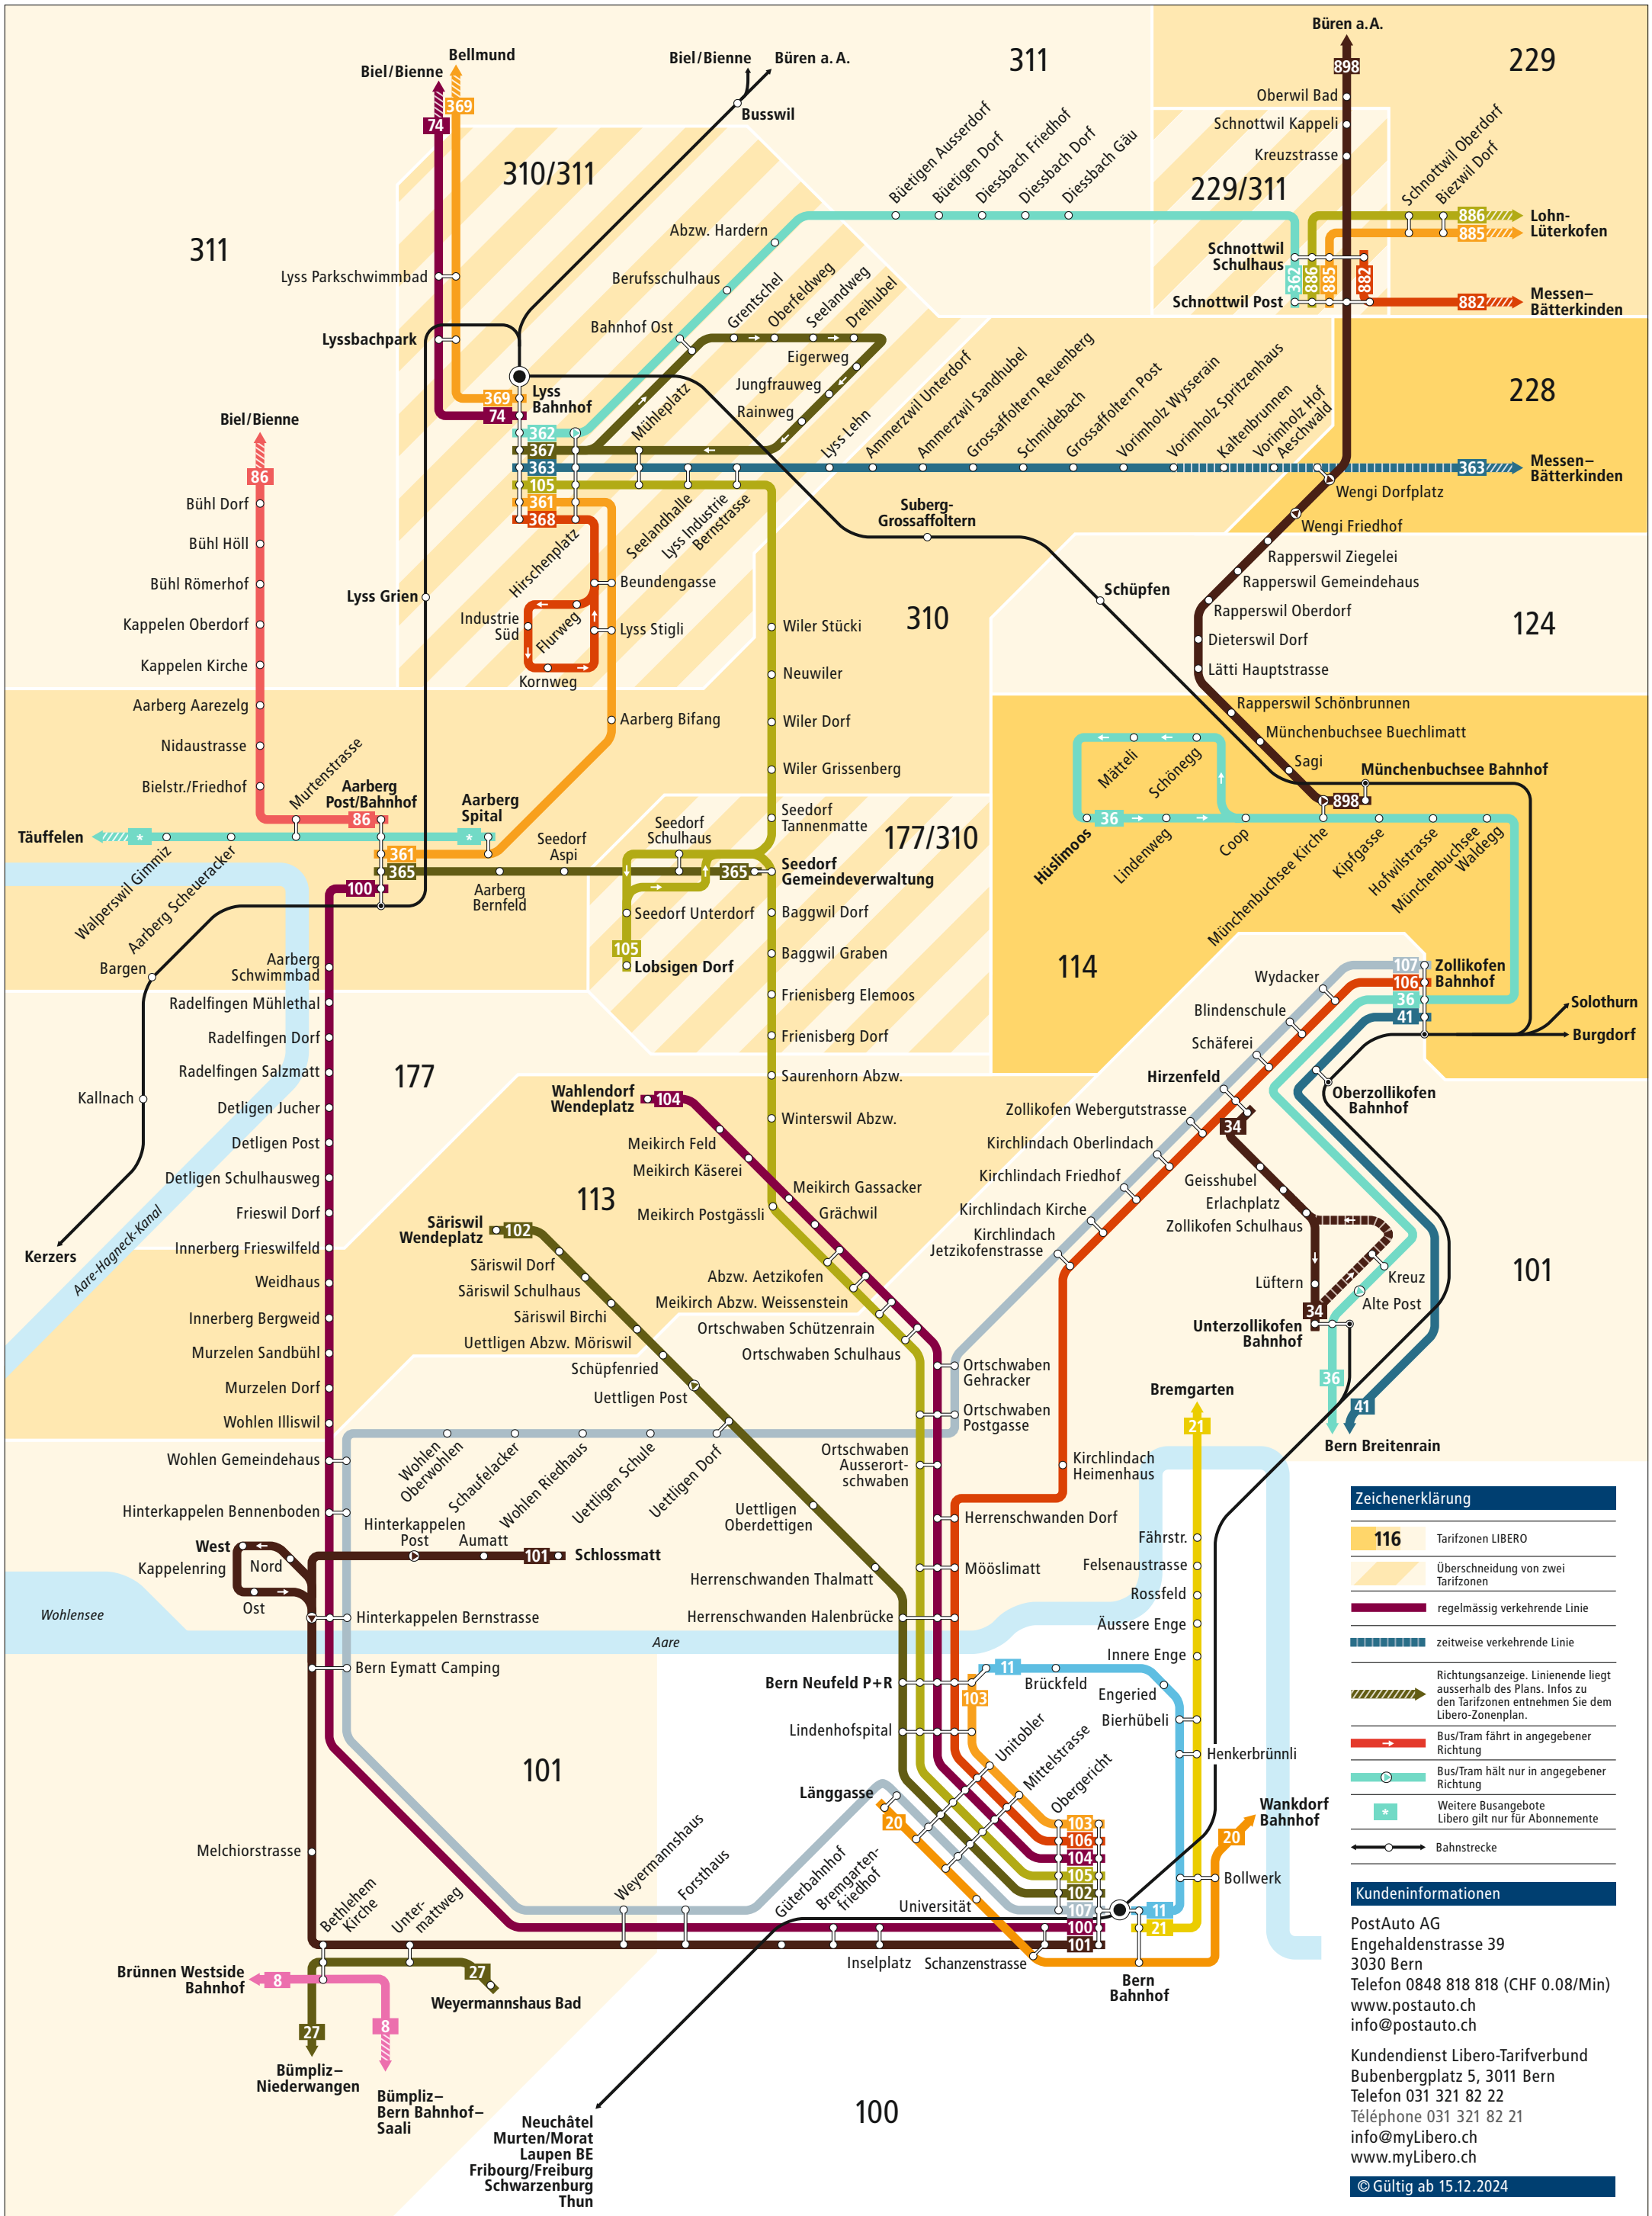 Büren a. A.
Bellmund
Biel/Bienne
Biel/Bienne
Büren a. A.
311
229
898
369
74
Busswil
Oberwil Bad
Schnottwil Kappeli
Kreuzstrasse
310/311
229/311
311
Büetigen Ausserdorf
Büetigen Dorf
Diessbach Friedhof
Diessbach Dorf
Diessbach Gäu
Schnottwil Oberdorf
Biezwil Dorf
886
885
Lohn-
Lüterkofen
Abzw. Hardern
Berufsschulhaus
Bahnhof Ost
Grentschel
Oberfeldweg
Seelandweg
Dreihubel
Eigerweg
Jungfrauweg
Rainweg
Mühleplatz
Schnottwil
Schulhaus
362
886
885
882
Schnottwil Post
882
Messen–
Bätterkinden
Lyss Parkschwimmbad
Lyssbachpark
Lyss
Bahnhof
369
74
362
367
363
105
361
368
228
Lyss Lehn
Ammerzwil Unterdorf
Ammerzwil Sandhubel
Grossaffoltern Reuenberg
Schmidebach
Grossaffoltern Post
Vorimholz Wysserain
Vorimholz Spritzenhaus
Kaltenbrunnen
Vorimholz Hof
Aeschwald
363
Messen–
Bätterkinden
Biel/Bienne
86
Bühl Dorf
Bühl Höll
Bühl Römerhof
Kappelen Oberdorf
Kappelen Kirche
Aarberg Aarezelg
Nidaustrasse
Bielstr./Friedhof
Hirschenplatz
Seelandhalle
Lyss Industrie
Bernstrasse
Beundengasse
Industrie
Süd
Flurweg
Lyss Stigli
Kornweg
Lyss Grien
Aarberg Bifang
Suberg-
Grossaffoltern
Schüpfen
Wengi Dorfplatz
Wengi Friedhof
Rapperswil Ziegelei
Rapperswil Gemeindehaus
Rapperswil Oberdorf
Dieterswil Dorf
Lätti Hauptstrasse
Rapperswil Schönbrunnen
Münchenbuchsee Buechlimatt
Sagi
Münchenbuchsee Bahnhof
898
310
124
Wiler Stücki
Neuwiler
Wiler Dorf
Wiler Grissenberg
Seedorf
Tannenmatte
Seedorf
Gemeindeverwaltung
Baggwil Dorf
Baggwil Graben
Frienisberg Elemoos
Frienisberg Dorf
Saurenhorn Abzw.
Winterswil Abzw.
177/310
Mätteli
Schönegg
36
Hüslimoos
Lindenweg
Coop
Münchenbuchsee Kirche
Kipfgasse
Hofwilstrasse
Münchenbuchsee
Waldegg
114
Murtenstrasse
Aarberg
Post/Bahnhof
Aarberg
Spital
Täuffelen
*
*
86
361
365
100
Walperswil Gimmiz
Aarberg Scheueracker
Aarberg
Bernfeld
Seedorf
Aspi
Seedorf
Schulhaus
365
Seedorf Unterdorf
105
Lobsigen Dorf
Bargen
Kallnach
Kerzers
Aare-Hagneck-Kanal
Aarberg
Schwimmbad
Radelfingen Mühlethal
Radelfingen Dorf
Radelfingen Salzmatt
Detligen Jucher
Detligen Post
Detligen Schulhausweg
Frieswil Dorf
Innerberg Frieswilfeld
Weidhaus
Innerberg Bergweid
Murzelen Sandbühl
Murzelen Dorf
Wohlen Illiswil
Wohlen Gemeindehaus
Hinterkappelen Bennenboden
177
113
Wahlendorf
Wendeplatz
104
Meikirch Feld
Meikirch Käserei
Meikirch Gassacker
Grächwil
Meikirch Postgässli
Abzw. Aetzikofen
Meikirch Abzw. Weissenstein
Ortschwaben Schützenrain
Ortschwaben Schulhaus
Säriswil
Wendeplatz
102
Säriswil Dorf
Säriswil Schulhaus
Säriswil Birchi
Uettligen Abzw. Möriswil
Schüpfenried
Uettligen Post
107
106
36
41
Zollikofen
Bahnhof
Solothurn
Burgdorf
Wydacker
Blindenschule
Schäferei
Hirzenfeld
Zollikofen Webergutstrasse
Kirchlindach Oberlindach
Kirchlindach Friedhof
Kirchlindach Kirche
Kirchlindach
Jetzikofenstrasse
Oberzollikofen
Bahnhof
34
Geisshubel
Erlachplatz
Zollikofen Schulhaus
Lüftern
Kreuz
Alte Post
34
Unterzollikofen
Bahnhof
101
36
41
Bern Breitenrain
Ortschwaben
Gehracker
Ortschwaben
Postgasse
Ortschwaben
Ausserort-
schwaben
Kirchlindach
Heimenhaus
Herrenschwanden Dorf
Mööslimatt
Bremgarten
21
Fährstr.
Felsenaustrasse
Rossfeld
Äussere Enge
Innere Enge
Wohlen
Oberwohlen
Schaufelacker
Wohlen Riedhaus
Uettligen Schule
Uettligen Dorf
Uettligen
Oberdettigen
Herrenschwanden Thalmatt
Herrenschwanden Halenbrücke
West
Kappelenring
Nord
Ost
Hinterkappelen
Post
Aumatt
101
Schlossmatt
Hinterkappelen Bernstrasse
Wohlensee
Aare
Bern Eymatt Camping
Bern Neufeld P+R
Lindenhofspital
11
103
Brückfeld
Engeried
Bierhübeli
Henkerbrünnli
Unitobler
Mittelstrasse
Obergericht
Länggasse
20
101
103
106
104
105
102
107
100
101
11
21
20
Wankdorf
Bahnhof
Bollwerk
Melchiorstrasse
Bethlehem
Kirche
Unter-
mattweg
Weyermannshaus
Forsthaus
Güterbahnhof
Bremgarten-
friedhof
Universität
Inselplatz
Schanzenstrasse
Bern
Bahnhof
Brünnen Westside
Bahnhof
8
27
Weyermannshaus Bad
27
8
Bümpliz–
Niederwangen
Bümpliz–
Bern Bahnhof–
Saali
Neuchâtel
Murten/Morat
Laupen BE
Fribourg/Freiburg
Schwarzenburg
Thun
100
Zeichenerklärung
116
Tarifzonen LIBERO
Überschneidung von zwei
Tarifzonen
regelmässig verkehrende Linie
zeitweise verkehrende Linie
Richtungsanzeige. Linienende liegt
ausserhalb des Plans. Infos zu
den Tarifzonen entnehmen Sie dem
Libero-Zonenplan.
Bus/Tram fährt in angegebener
Richtung
Bus/Tram hält nur in angegebener
Richtung
*
Weitere Busangebote
Libero gilt nur für Abonnemente
Bahnstrecke
Kundeninformationen
PostAuto AG
Engehaldenstrasse 39
3030 Bern
Telefon 0848 818 818 (CHF 0.08/Min)
www.postauto.ch
info@postauto.ch
Kundendienst Libero-Tarifverbund
Bubenbergplatz 5, 3011 Bern
Telefon 031 321 82 22
Téléphone 031 321 82 21
info@myLibero.ch
www.myLibero.ch
© Gültig ab 15.12.2024